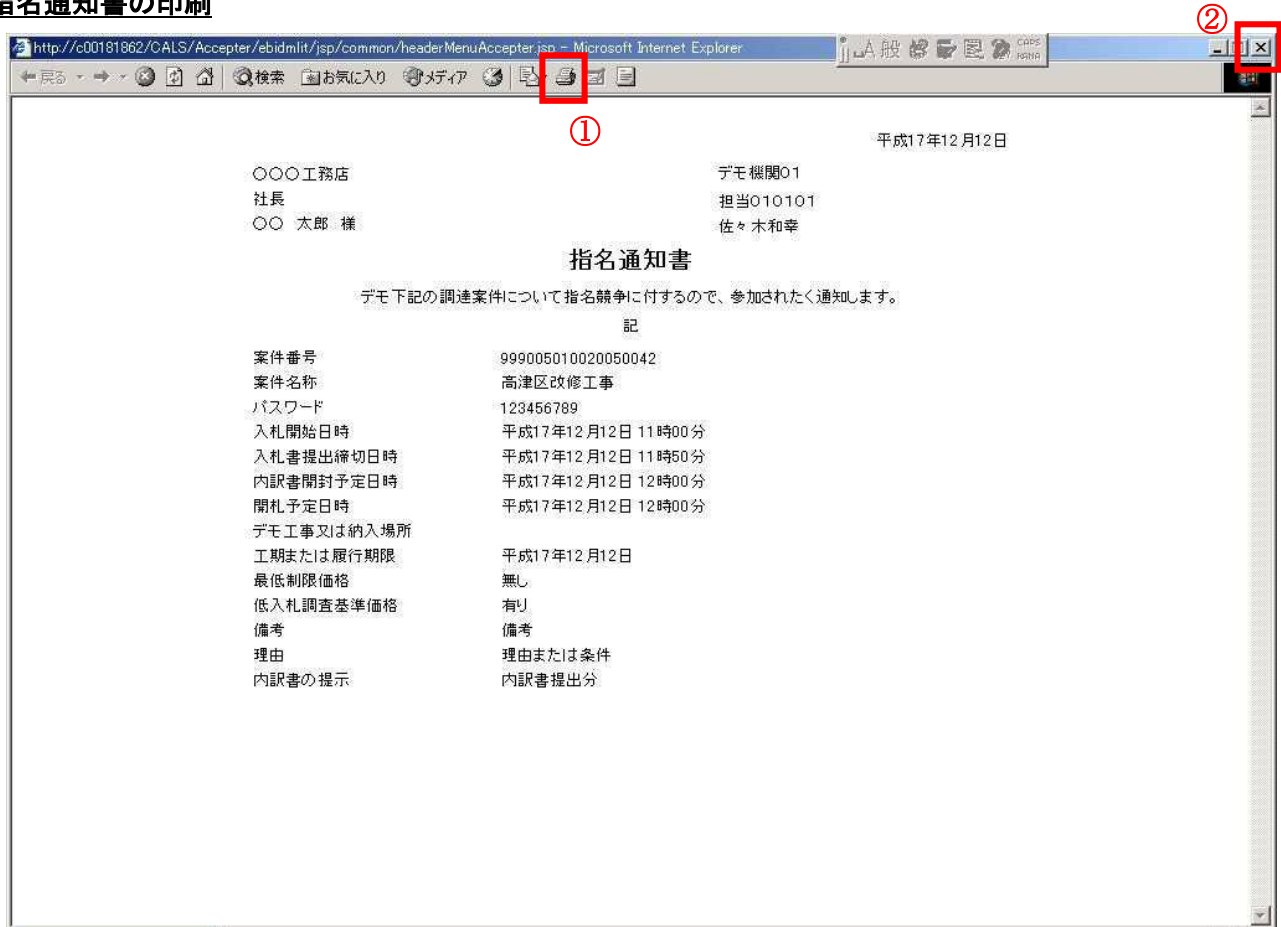 指名通知書の印刷
②
http://c00181862/CALS/Accepter/ebidmlit/jsp/common/headerMenuAccepter.jsp - Microsoft Internet Explorer
A 般 CAPS KANA
戻る 検索 お気に入り メディア
①
平成17年12月12日
〇〇〇工務店 デモ機関01
社長 担当010101
〇〇 太郎 様 佐々木和幸
指名通知書
デモ下記の調達案件について指名競争に付するので、参加されたく通知します。
記
案件番号 999005010020050042
案件名称 高津区改修工事
パスワード 123456789
入札開始日時 平成17年12月12日 11時00分
入札書提出締切日時 平成17年12月12日 11時50分
内訳書開封予定日時 平成17年12月12日 12時00分
開札予定日時 平成17年12月12日 12時00分
デモ工事又は納入場所
工期または履行期限 平成17年12月12日
最低制限価格 無し
低入札調査基準価格 有り
備考 備考
理由 理由または条件
内訳書の提示 内訳書提出分